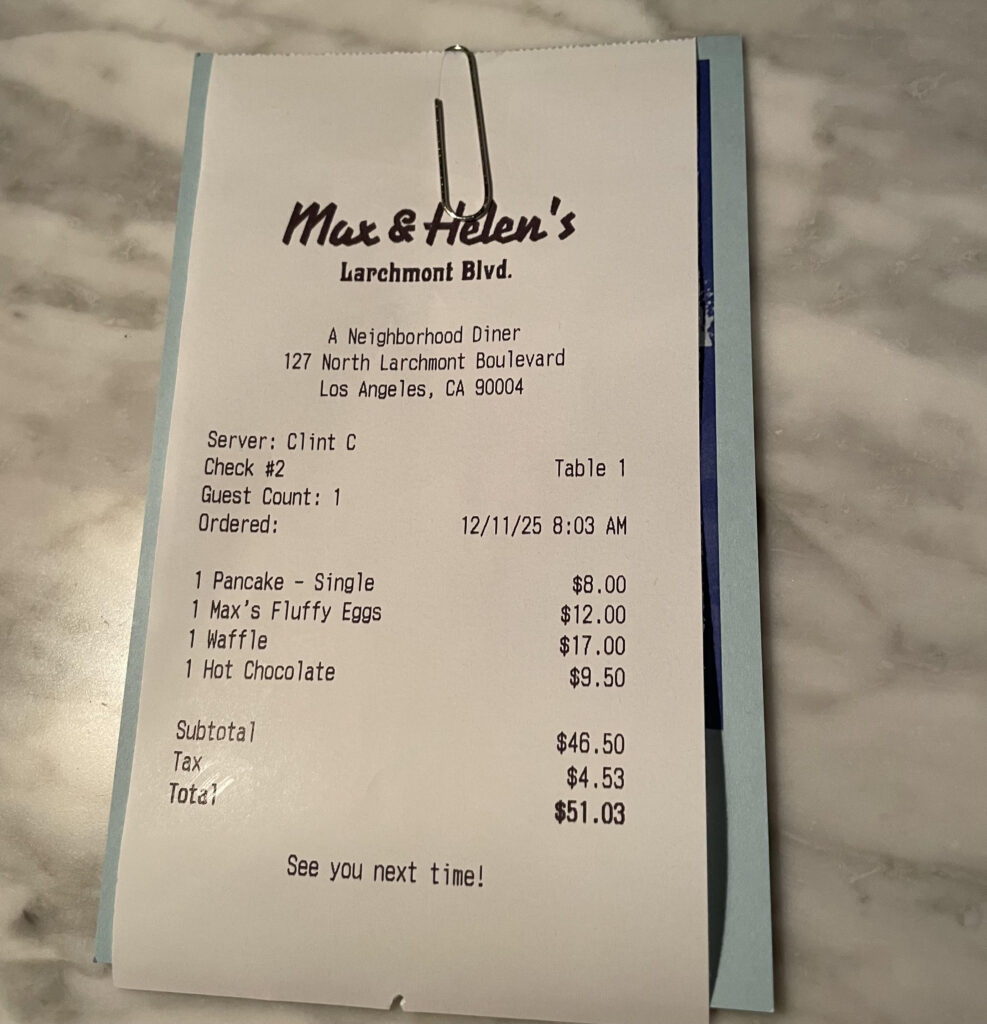 Max & Helen's
Larchmont Blvd.
A Neighborhood Diner
127 North Larchmont Boulevard
Los Angeles, CA 90004
Server: Clint C
Check #2 Table 1
Guest Count: 1
Ordered: 12/11/25 8:03 AM
1 Pancake - Single $8.00
1 Max's Fluffy Eggs $12.00
1 Waffle $17.00
1 Hot Chocolate $9.50
Subtotal $46.50
Tax $4.53
Total $51.03
See you next time!